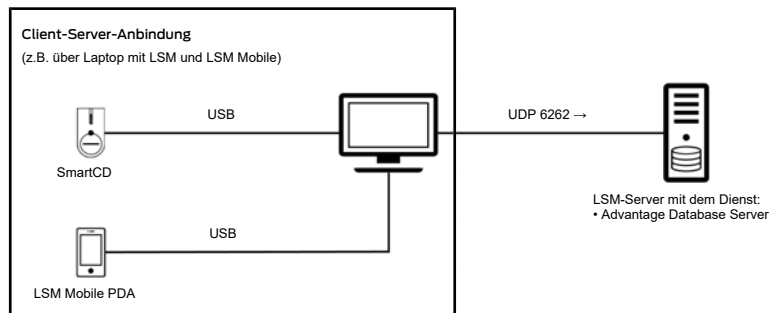 Client-Server-Anbindung
(z.B. über Laptop mit LSM und LSM Mobile)
USB
UDP 6262 →
SmartCD
LSM-Server mit dem Dienst:
• Advantage Database Server
USB
LSM Mobile PDA